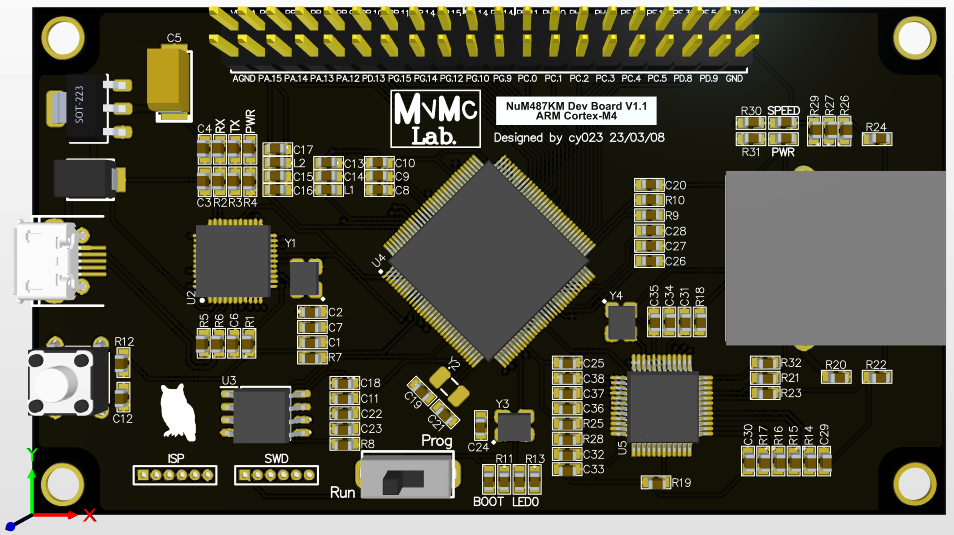 C5
AGND PA.15 PA.14 PA.13 PA.12 PD.13 PG.15 PG.14 PG.12 PG.10 PG.9 PC.0 PC.1 PC.2 PC.3 PC.4 PC.5 PD.8 PD.9 GND
SOT-223
MVMC
Lab.
NuM487KM Dev Board V1.1
ARM Cortex-M4
Designed by cy023 23/03/08
R30 SPEED R29 R27 R26
R24
R31 PWR
C4 RX TX PWR
C17
L2
C15
C16
C13
C14
L1
C10
C9
C8
C3 R2 R3 R4
C20
R10
R9
C28
C27
C26
U2
Y1
U4
Y4
C35 C34 C31 R18
C2
C7
C1
R7
R5 R6 C6 R1
R12
C12
U3
C18
C11
C22
C23
R8
Y2
C19
C21
Y3
C24
C25
C38
C37
C36
R25
R28
C32
C33
U5
R32
R21
R23
R20 R22
C30 R17 R16 R15 R14 C29
R19
ISP
SWD
Prog
Run
R11 R13
BOOT LED0
Y
X